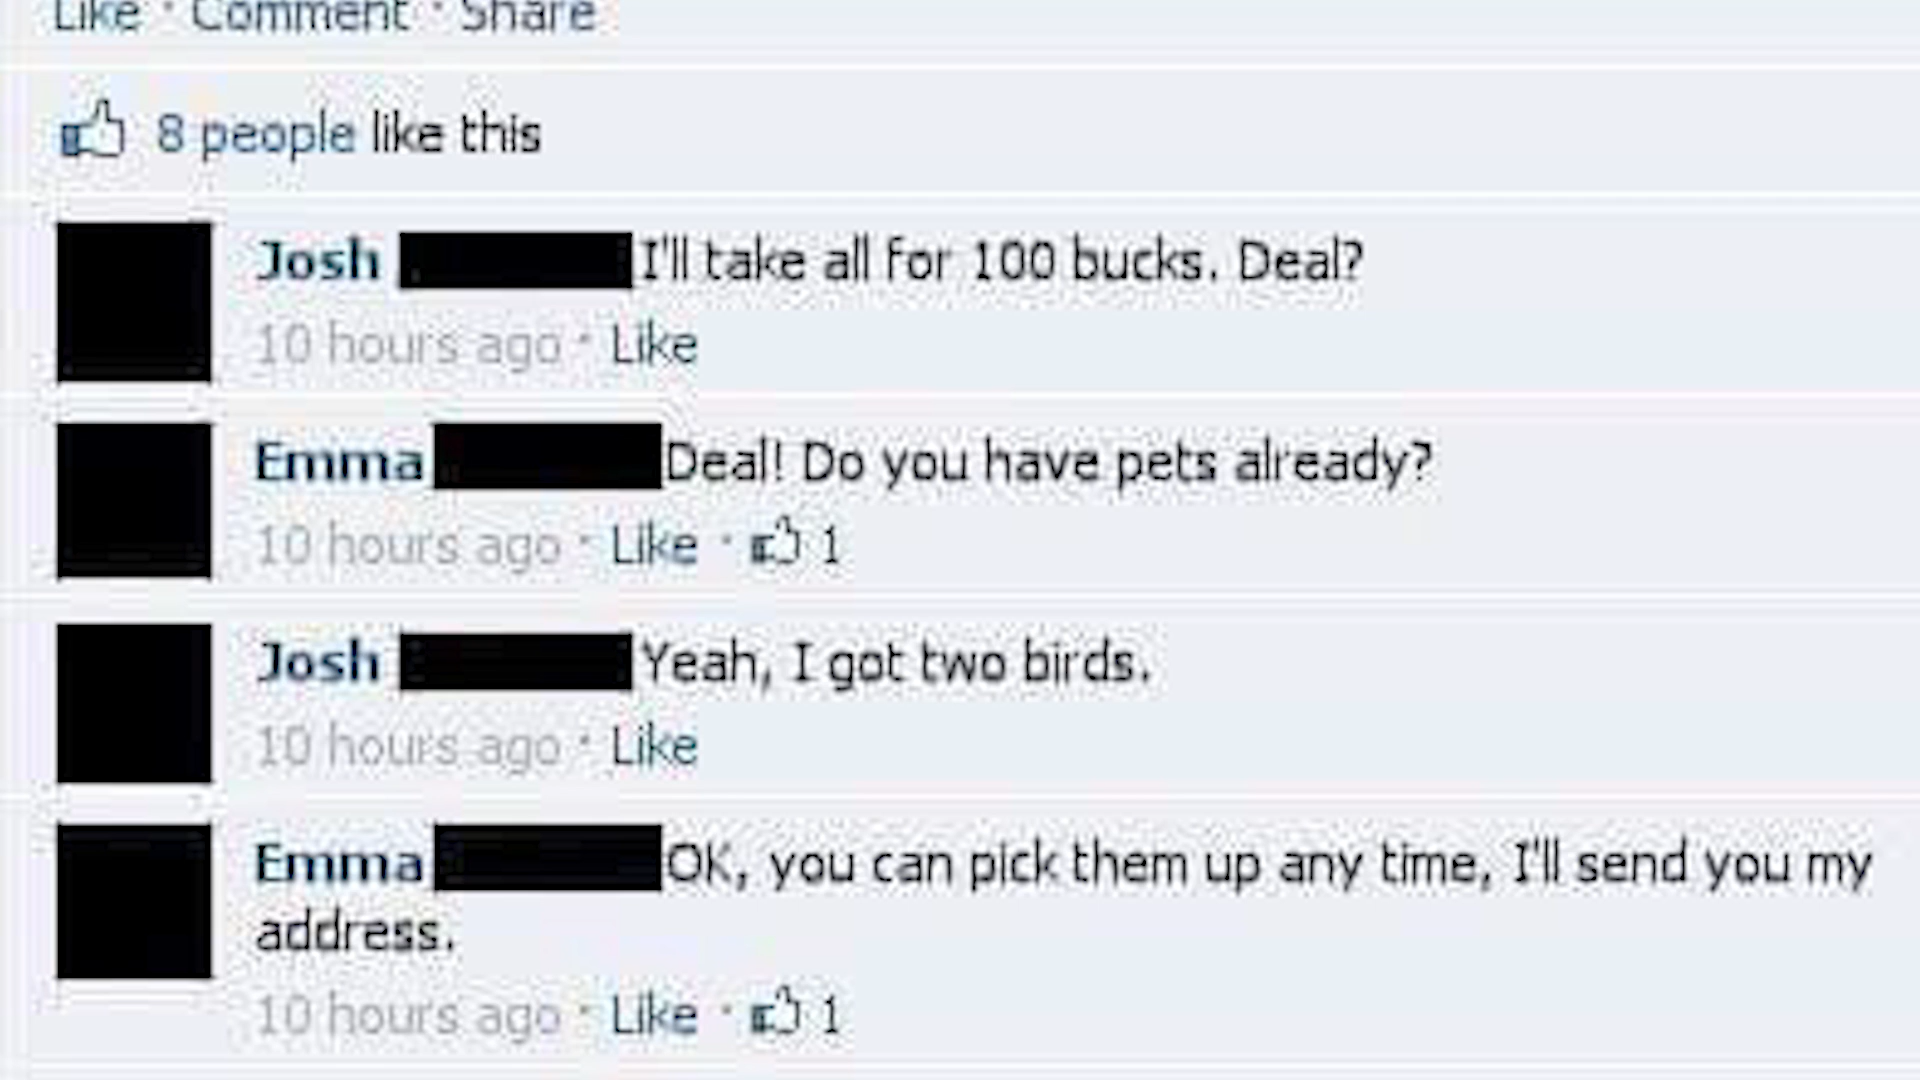 Like · Comment · Share
8 people like this
Josh I'll take all for 100 bucks. Deal?
10 hours ago · Like
Emma Deal! Do you have pets already?
10 hours ago · Like · 1
Josh Yeah, I got two birds.
10 hours ago · Like
Emma OK, you can pick them up any time, I'll send you my
address.
10 hours ago · Like · 1